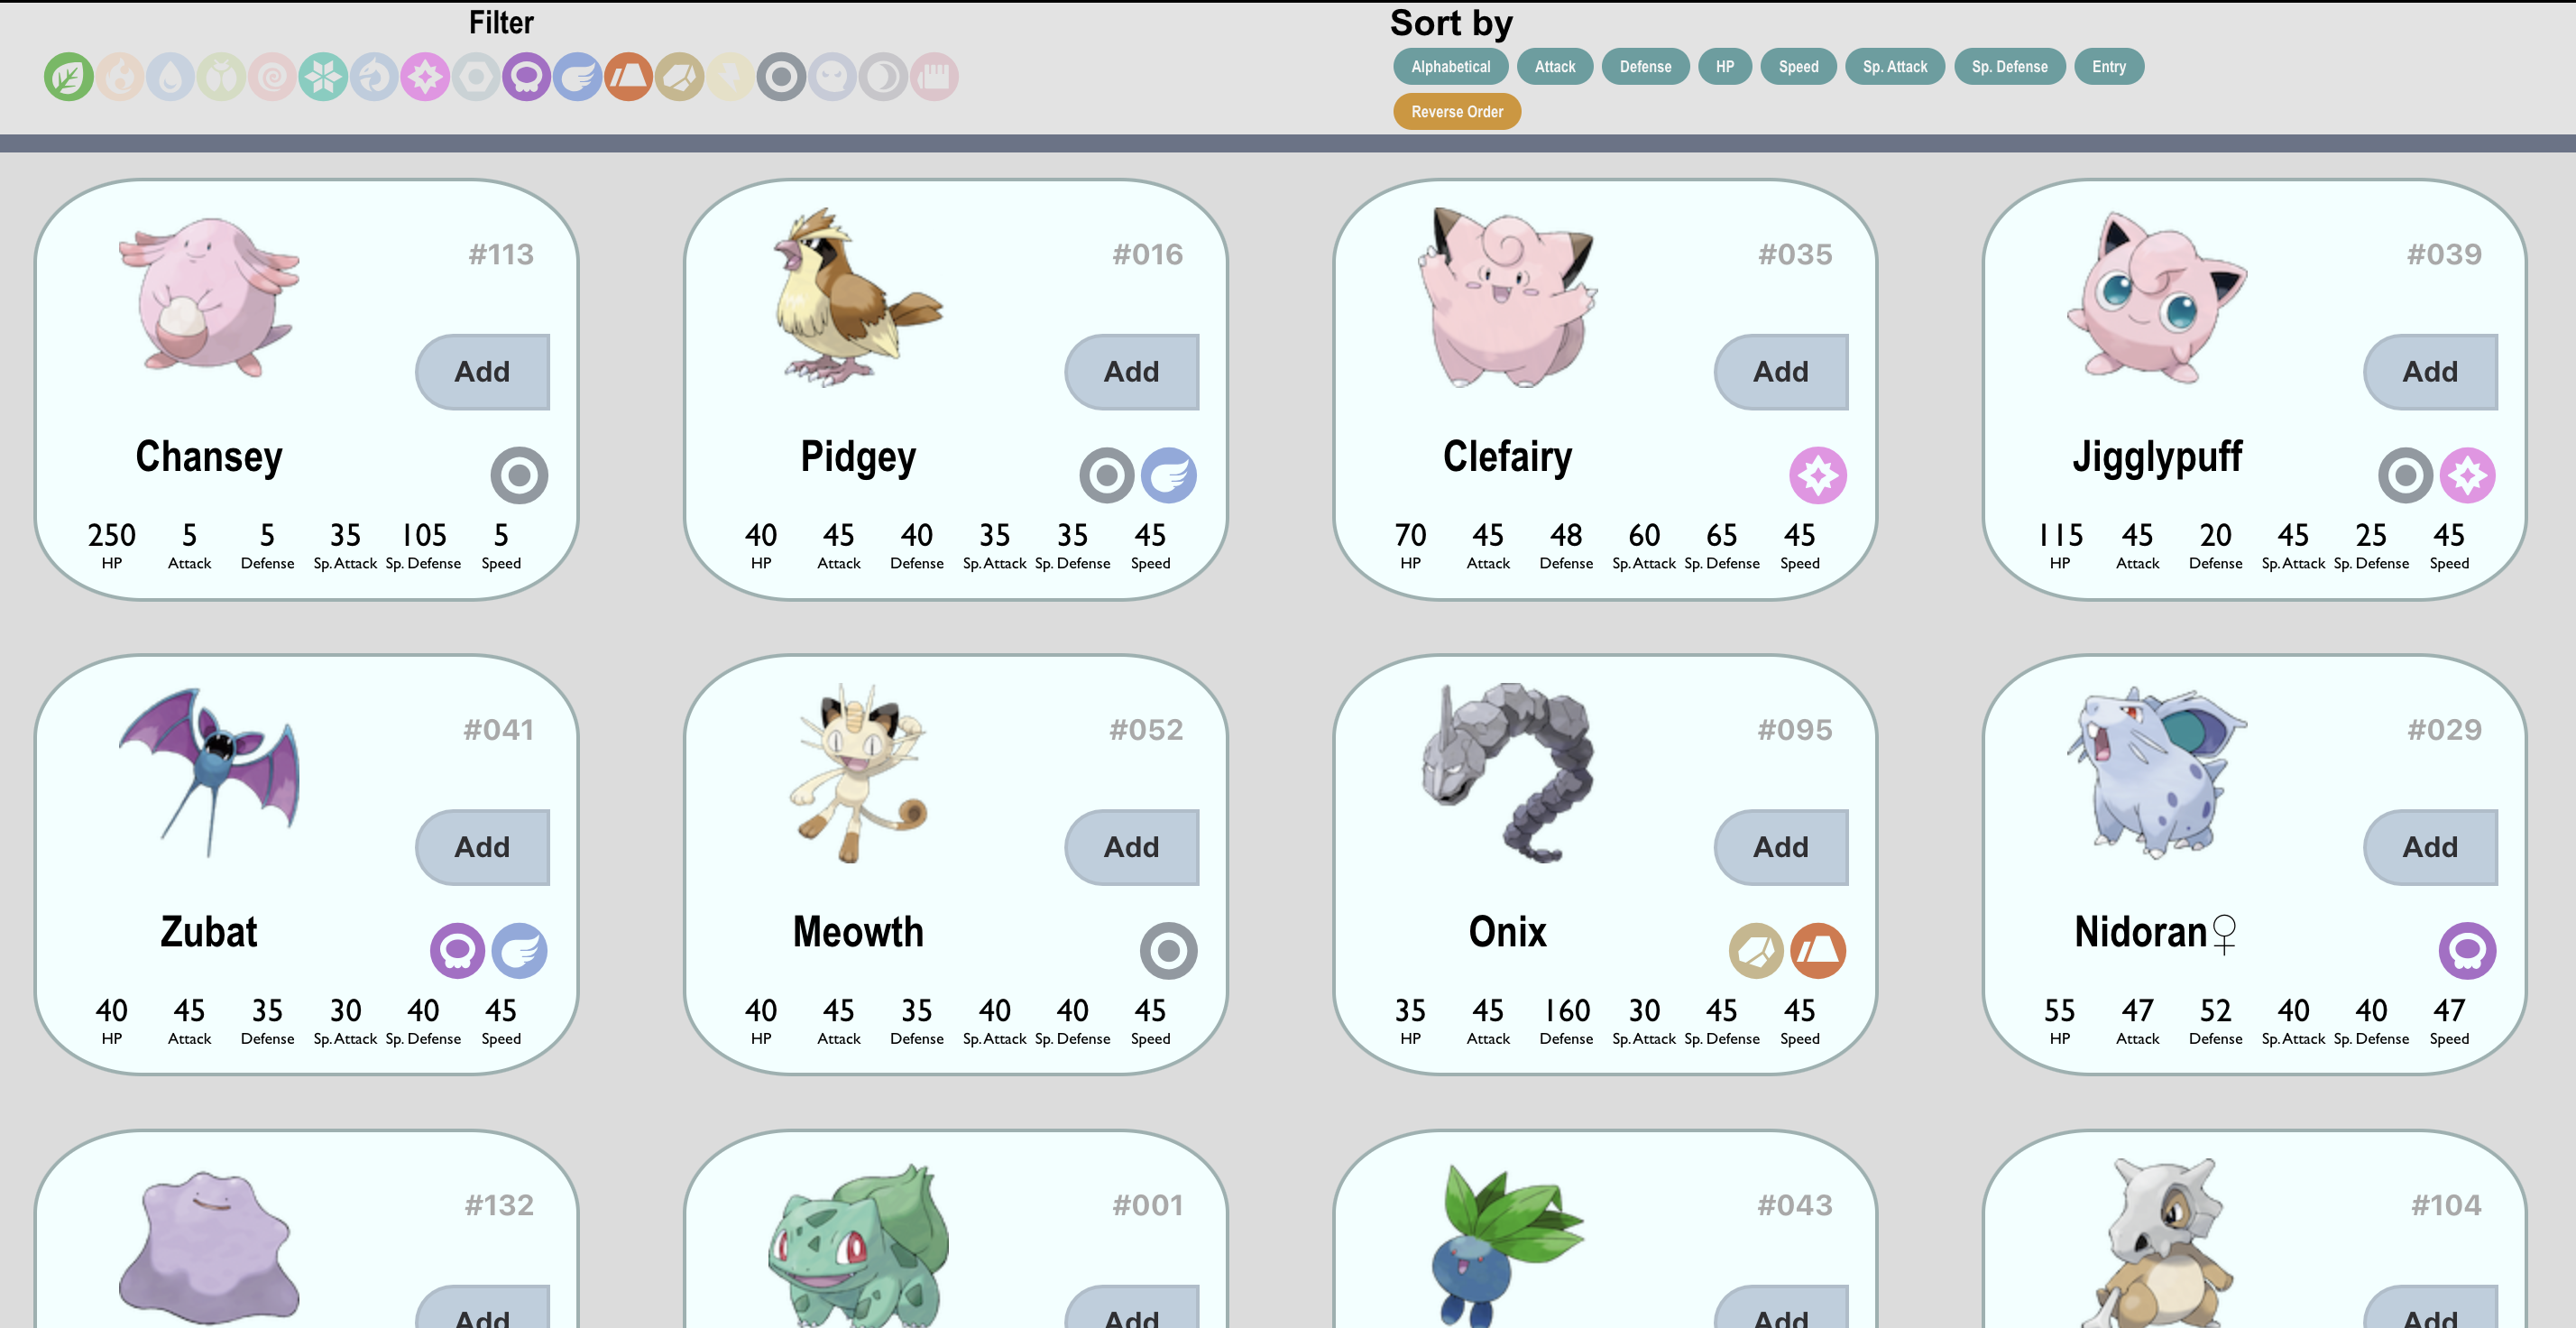 Filter
Sort by
Alphabetical Attack Defense HP Speed Sp. Attack Sp. Defense Entry
Reverse Order
#113 #016 #035 #039
Add Add Add Add
Chansey Pidgey Clefairy Jigglypuff
250 5 5 35 105 5 40 45 40 35 35 45 70 45 48 60 65 45 115 45 20 45 25 45
HP Attack Defense Sp. Attack Sp. Defense Speed HP Attack Defense Sp. Attack Sp. Defense Speed HP Attack Defense Sp. Attack Sp. Defense Speed HP Attack Defense Sp. Attack Sp. Defense Speed
#041 #052 #095 #029
Add Add Add Add
Zubat Meowth Onix Nidoran♀
40 45 35 30 40 45 40 45 35 40 40 45 35 45 160 30 45 45 55 47 52 40 40 47
HP Attack Defense Sp. Attack Sp. Defense Speed HP Attack Defense Sp. Attack Sp. Defense Speed HP Attack Defense Sp. Attack Sp. Defense Speed HP Attack Defense Sp. Attack Sp. Defense Speed
#132 #001 #043 #104
Add Add Add Add